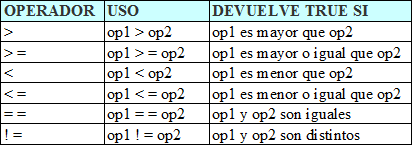 OPERADOR USO DEVUELVE TRUE SI
> op1 > op2 op1 es mayor que op2
> = op1 > = op2 op1 es mayor o igual que op2
< op1 < op2 op1 es menor que op2
< = op1 < = op2 op1 es menor o igual que op2
= = op1 = = op2 op1 y op2 son iguales
! = op1 ! = op2 op1 y op2 son distintos